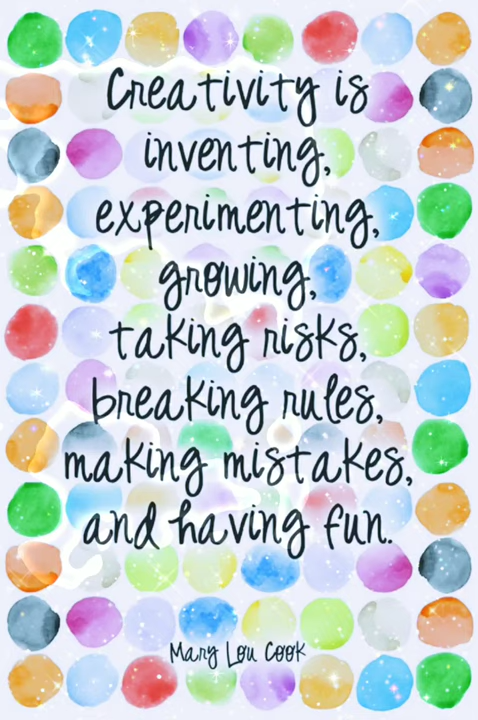 Creativity is
inventing,
experimenting,
growing,
taking risks,
breaking rules,
making mistakes,
and having fun.
Mary Lou Cook